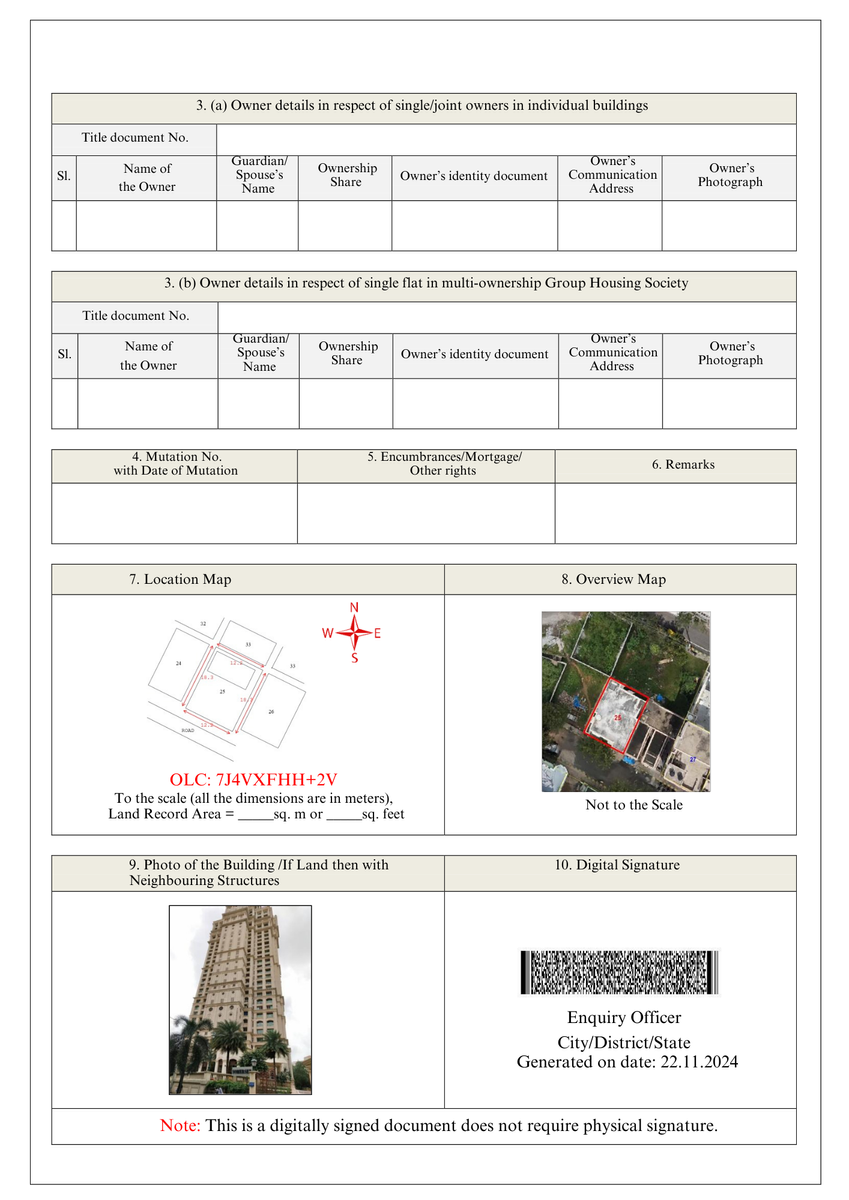 3. (a) Owner details in respect of single/joint owners in individual buildings
Title document No.
Sl.
Name of
the Owner
Guardian/
Spouse's
Name
Ownership
Share
Owner's identity document
Owner's
Communication
Address
Owner's
Photograph
3. (b) Owner details in respect of single flat in multi-ownership Group Housing Society
Title document No.
Sl.
Name of
the Owner
Guardian/
Spouse's
Name
Ownership
Share
Owner's identity document
Owner's
Communication
Address
Owner's
Photograph
4. Mutation No.
with Date of Mutation
5. Encumbrances/Mortgage/
Other rights
6. Remarks
7. Location Map
8. Overview Map
N
W E
S
32
33
24
33
25
26
ROAD
OLC: 7J4VXFHH+2V
To the scale (all the dimensions are in meters),
Land Record Area = _____sq. m or _____sq. feet
25
27
Not to the Scale
9. Photo of the Building /If Land then with
Neighbouring Structures
10. Digital Signature
Enquiry Officer
City/District/State
Generated on date: 22.11.2024
Note: This is a digitally signed document does not require physical signature.